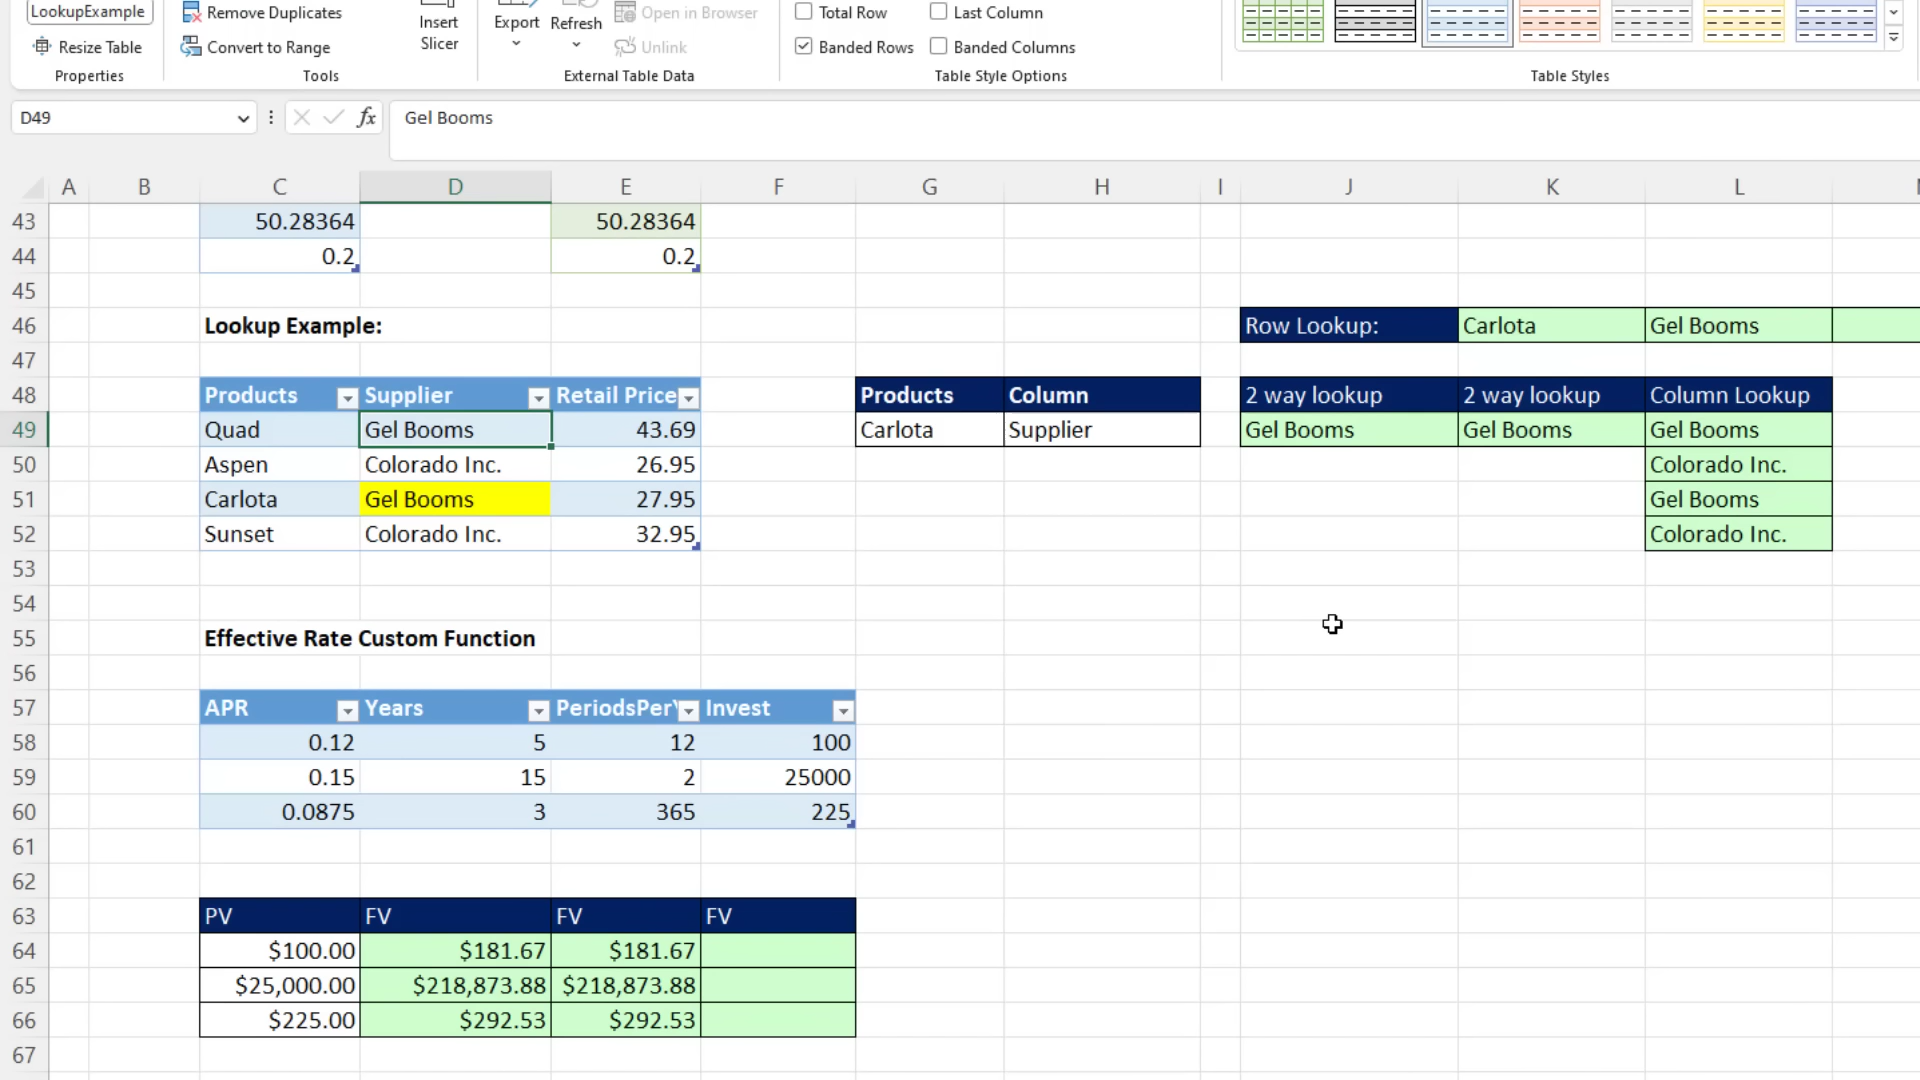 LookupExample
Resize Table
Properties
Remove Duplicates
Convert to Range
Tools
Insert
Slicer
Export
Refresh
Open in Browser
Unlink
External Table Data
Total Row
Last Column
Banded Rows
Banded Columns
Table Style Options
Table Styles
D49
fx
Gel Booms
A B C D E F G H I J K L
43 50.28364 50.28364
44 0.2 0.2
45
46 Lookup Example: Row Lookup: Carlota Gel Booms
47
48 Products Supplier Retail Price Products Column 2 way lookup 2 way lookup Column Lookup
49 Quad Gel Booms 43.69 Carlota Supplier Gel Booms Gel Booms Gel Booms
50 Aspen Colorado Inc. 26.95 Colorado Inc.
51 Carlota Gel Booms 27.95 Gel Booms
52 Sunset Colorado Inc. 32.95 Colorado Inc.
53
54
55 Effective Rate Custom Function
56
57 APR Years PeriodsPerY Invest
58 0.12 5 12 100
59 0.15 15 2 25000
60 0.0875 3 365 225
61
62
63 PV FV FV FV
64 $100.00 $181.67 $181.67
65 $25,000.00 $218,873.88 $218,873.88
66 $225.00 $292.53 $292.53
67